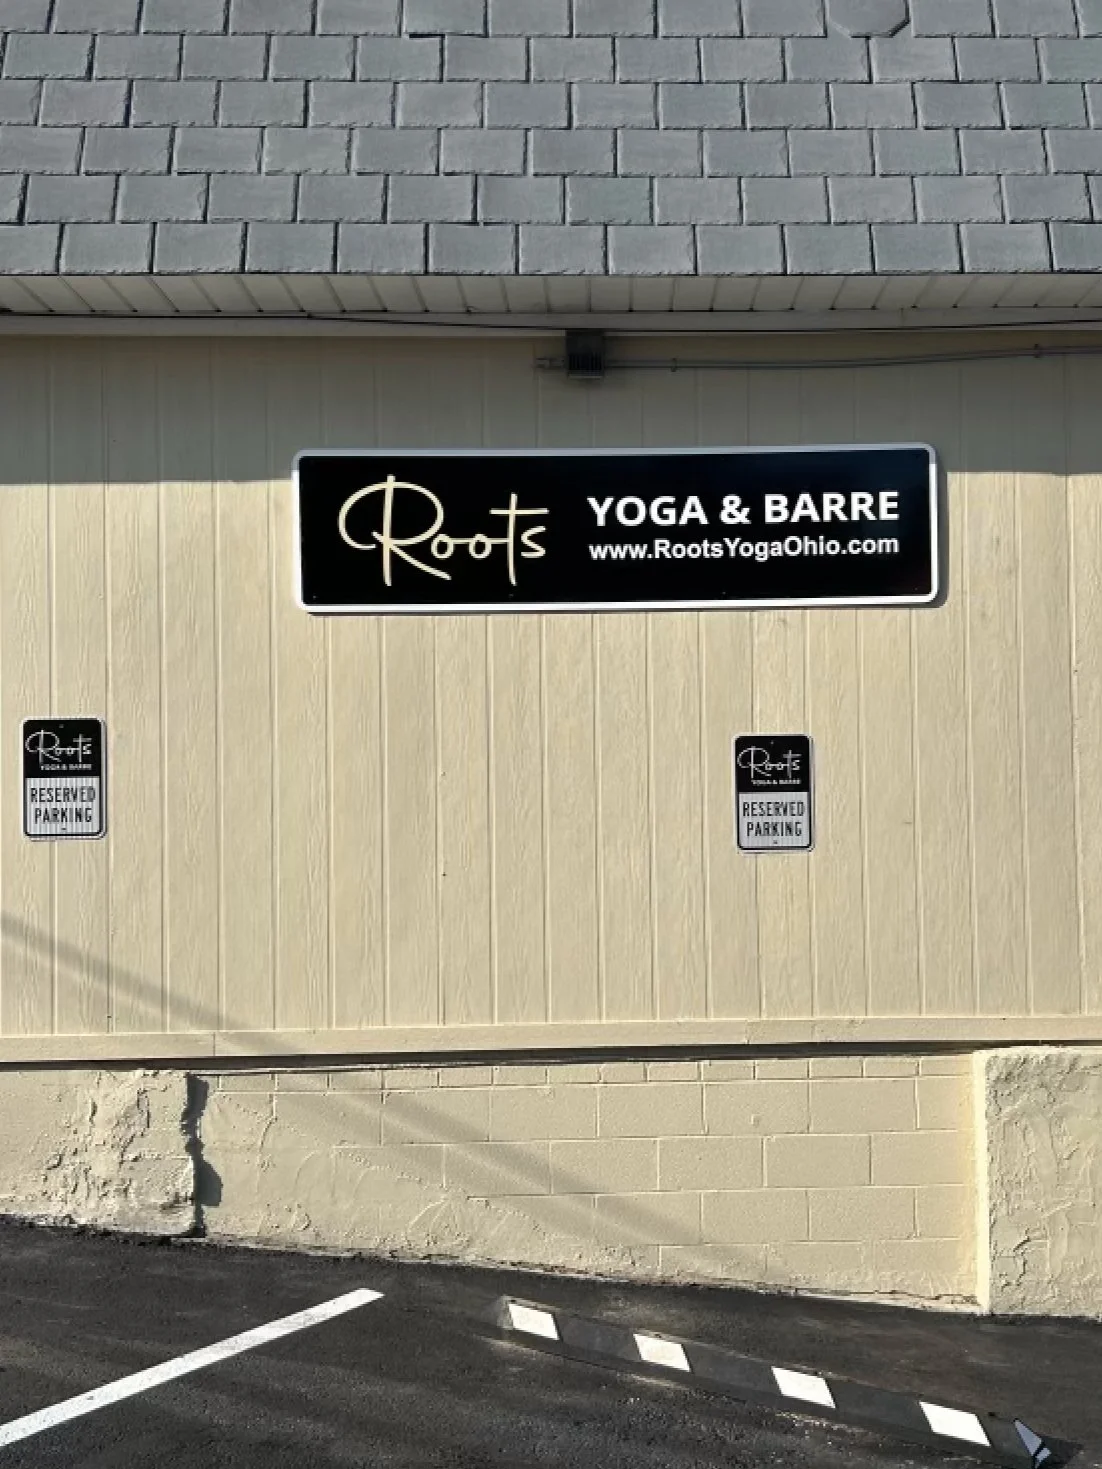 Roots
YOGA & BARRE
www.RootsYogaOhio.com
Roots
YOGA & BARRE
RESERVED
PARKING
Roots
YOGA & BARRE
RESERVED
PARKING